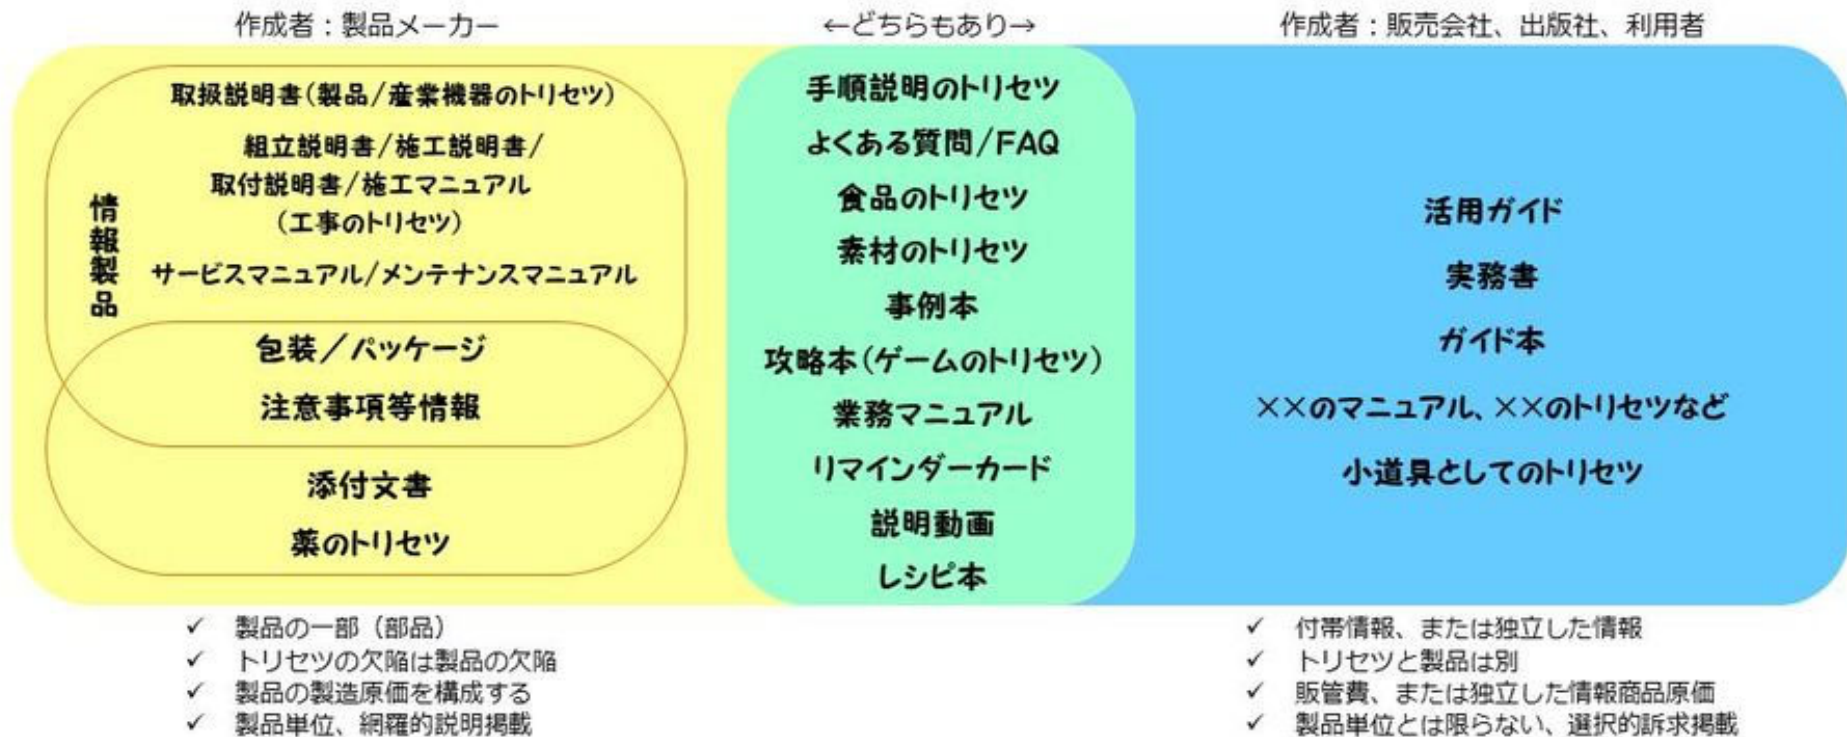 作成者：製品メーカー
←どちらもあり→
作成者：販売会社、出版社、利用者
情報製品
取扱説明書(製品/産業機器のトリセツ)
組立説明書/施工説明書/
取付説明書/施工マニュアル
(工事のトリセツ)
サービスマニュアル/メンテナンスマニュアル
包装/パッケージ
注意事項等情報
添付文書
薬のトリセツ
手順説明のトリセツ
よくある質問/FAQ
食品のトリセツ
素材のトリセツ
事例本
攻略本(ゲームのトリセツ)
業務マニュアル
リマインダーカード
説明動画
レシピ本
活用ガイド
実務書
ガイド本
××のマニュアル、××のトリセツなど
小道具としてのトリセツ
✓ 製品の一部（部品）
✓ トリセツの欠陥は製品の欠陥
✓ 製品の製造原価を構成する
✓ 製品単位、網羅的説明掲載
✓ 付帯情報、または独立した情報
✓ トリセツと製品は別
✓ 販管費、または独立した情報商品原価
✓ 製品単位とは限らない、選択的訴求掲載